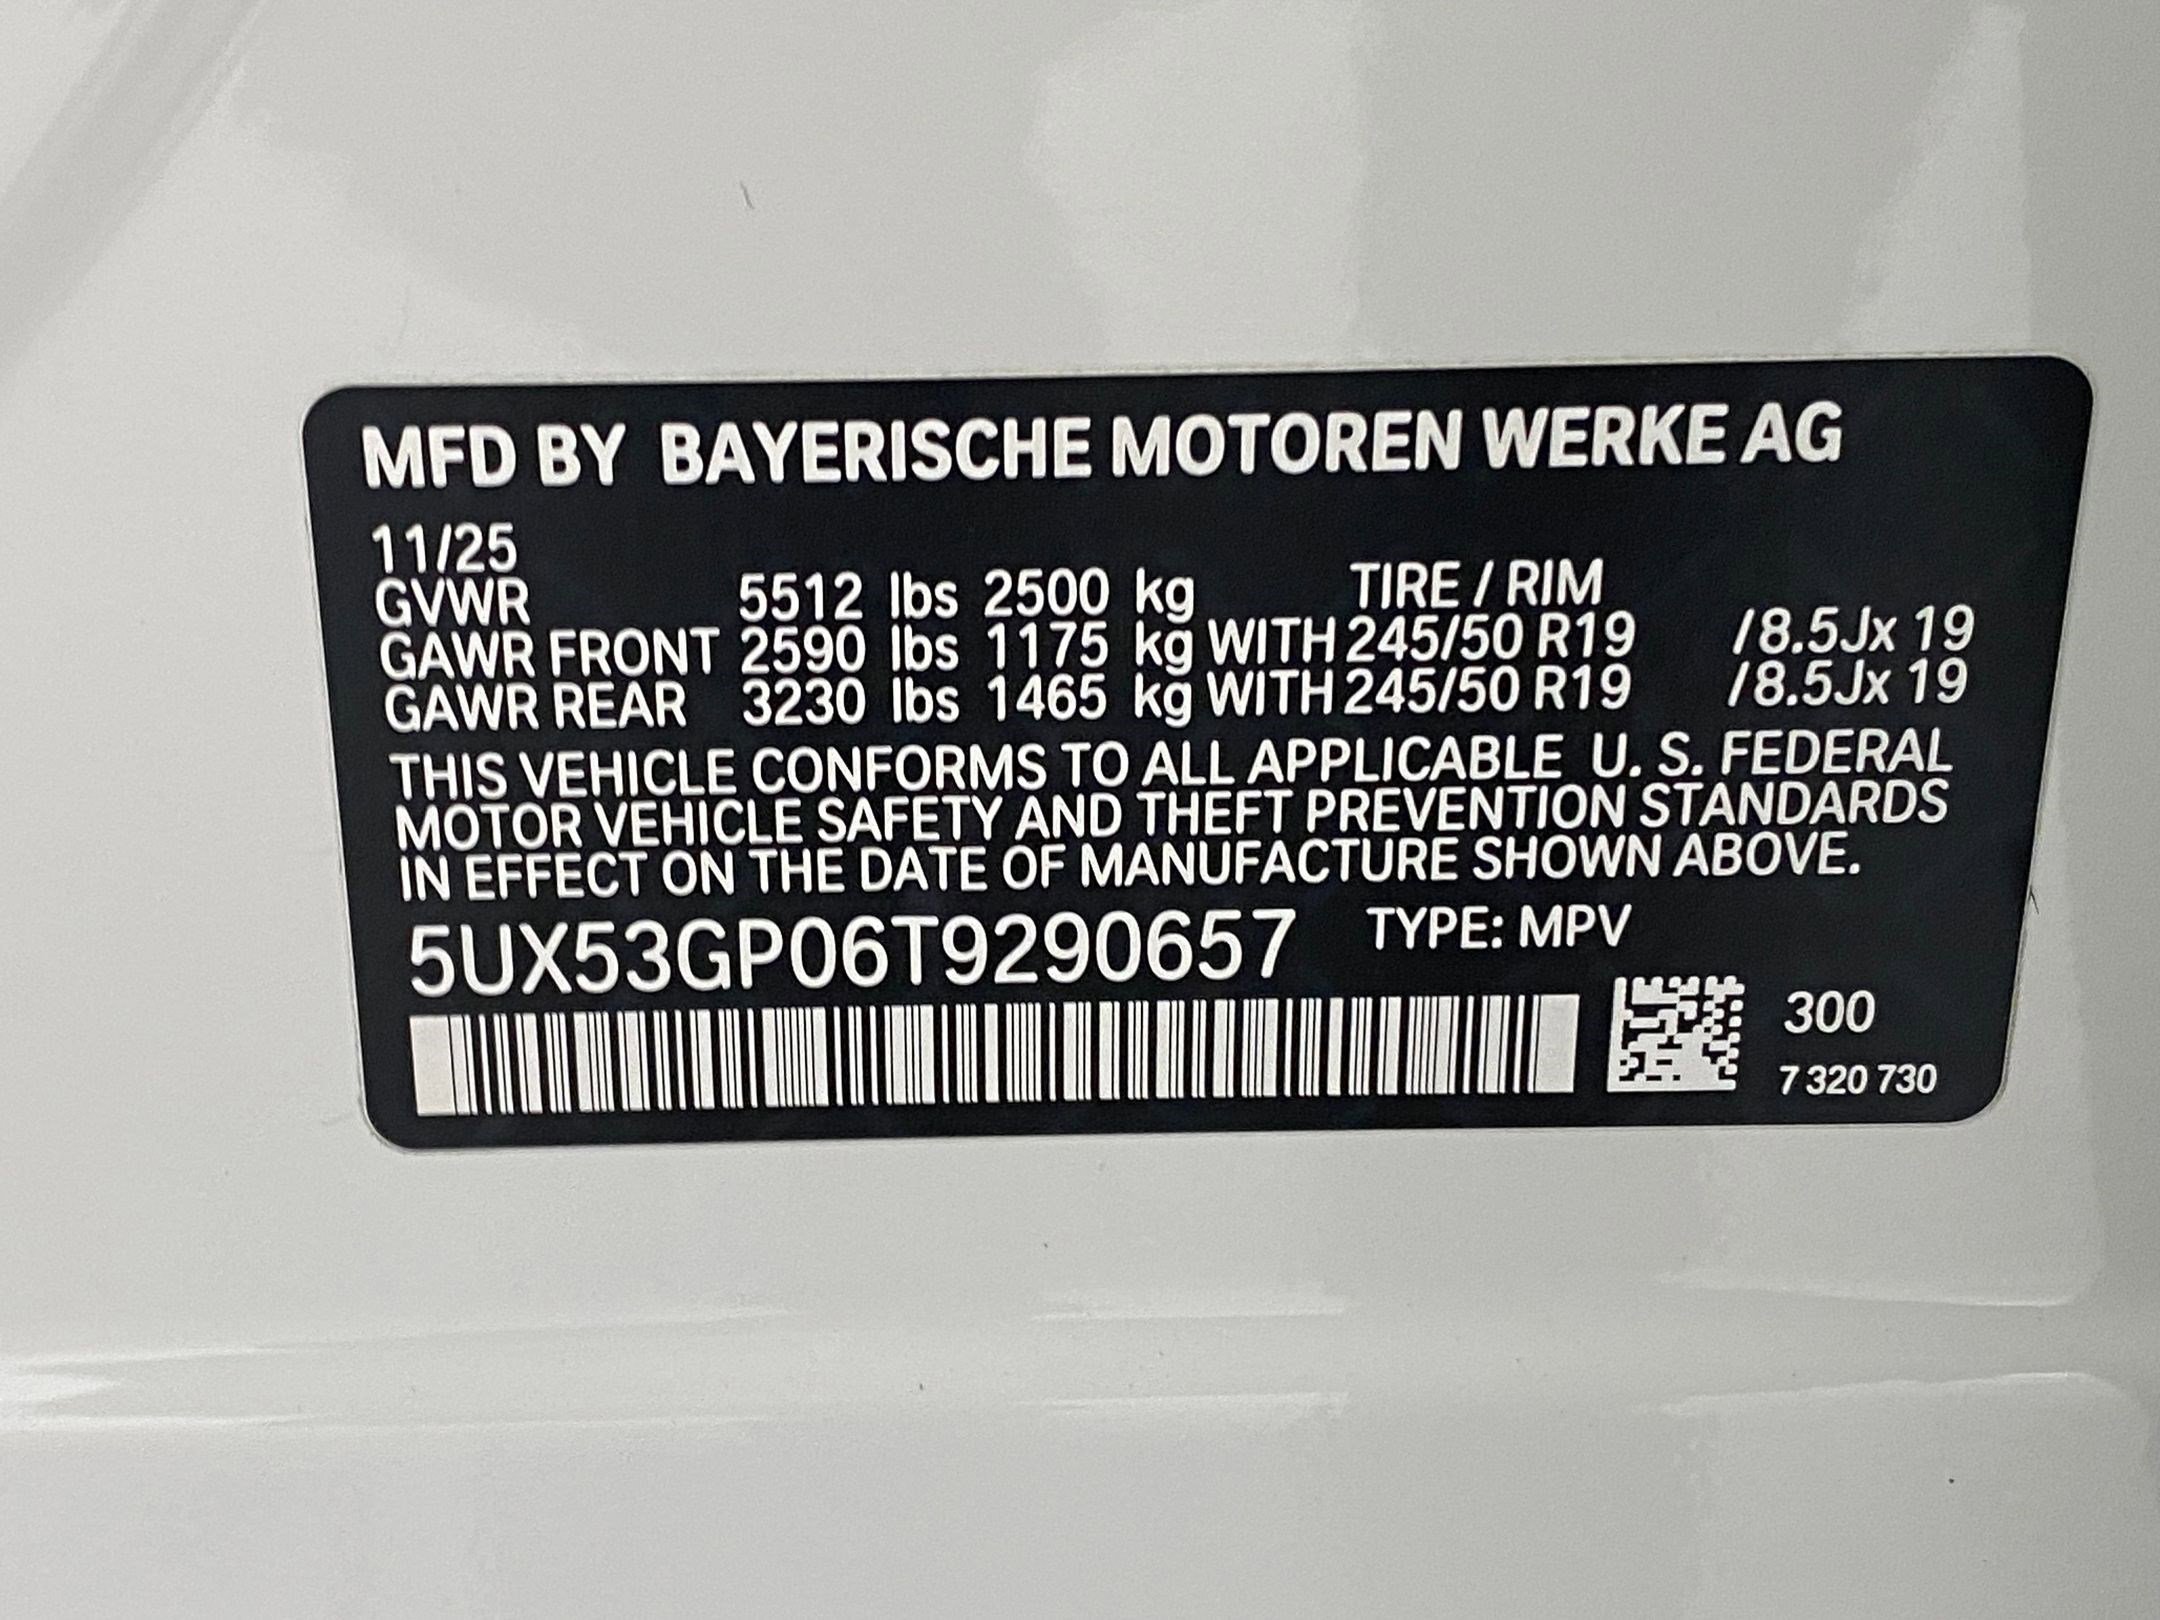 MFD BY BAYERISCHE MOTOREN WERKE AG
11/25
GVWR 5512 lbs 2500 kg TIRE / RIM
GAWR FRONT 2590 lbs 1175 kg WITH 245/50 R19 /8.5Jx 19
GAWR REAR 3230 lbs 1465 kg WITH 245/50 R19 /8.5Jx 19
THIS VEHICLE CONFORMS TO ALL APPLICABLE U. S. FEDERAL
MOTOR VEHICLE SAFETY AND THEFT PREVENTION STANDARDS
IN EFFECT ON THE DATE OF MANUFACTURE SHOWN ABOVE.
5UX53GP06T9290657 TYPE: MPV
300
7 320 730